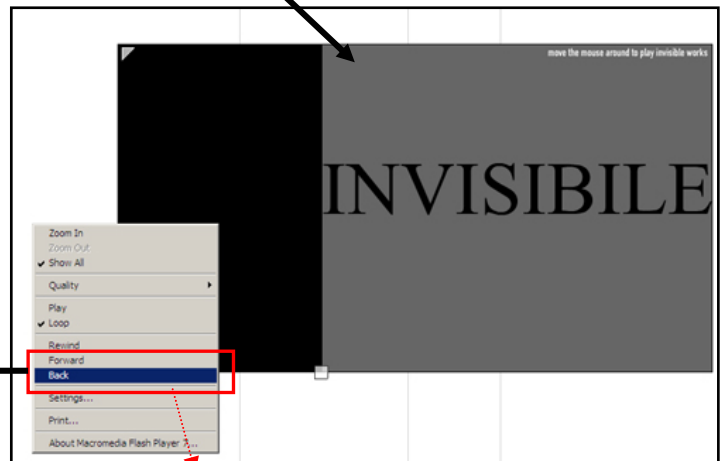 move the mouse around to play invisible works
INVISIBILE
Zoom In
Zoom Out
Show All
Quality
Play
Loop
Rewind
Forward
Back
Settings...
Print...
About Macromedia Flash Player 7...